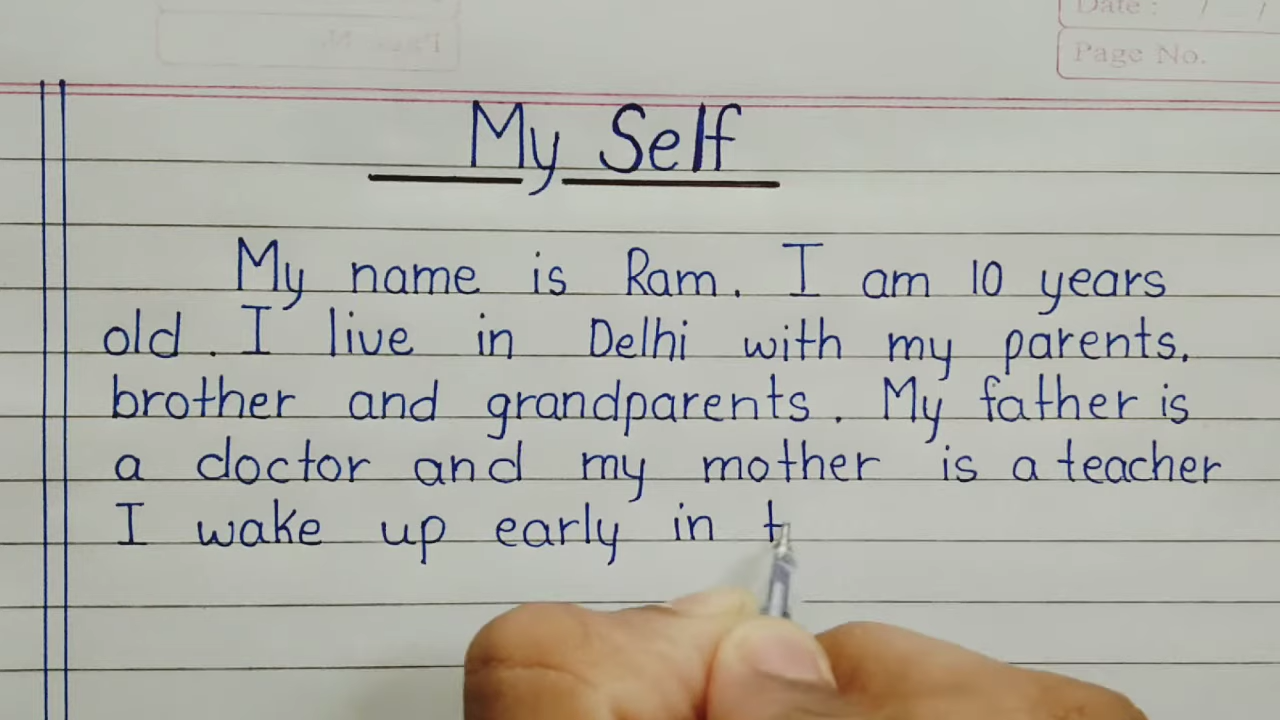 Date : / /
Page No.
My Self
My name is Ram. I am 10 years
old. I live in Delhi with my parents.
brother and grandparents. My father is
a doctor and my mother is a teacher
I wake up early in t